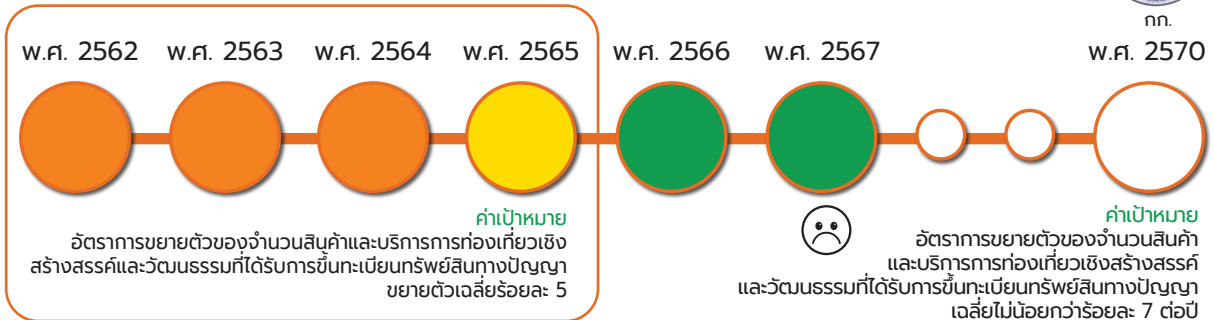 กก.
พ.ศ. 2562 พ.ศ. 2563 พ.ศ. 2564 พ.ศ. 2565 พ.ศ. 2566 พ.ศ. 2567 พ.ศ. 2570
ค่าเป้าหมาย
อัตราการขยายตัวของจำนวนสินค้าและบริการการท่องเที่ยวเชิง
สร้างสรรค์และวัฒนธรรมที่ได้รับการขึ้นทะเบียนทรัพย์สินทางปัญญา
ขยายตัวเฉลี่ยร้อยละ 5
ค่าเป้าหมาย
อัตราการขยายตัวของจำนวนสินค้า
และบริการการท่องเที่ยวเชิงสร้างสรรค์
และวัฒนธรรมที่ได้รับการขึ้นทะเบียนทรัพย์สินทางปัญญา
เฉลี่ยไม่น้อยกว่าร้อยละ 7 ต่อปี